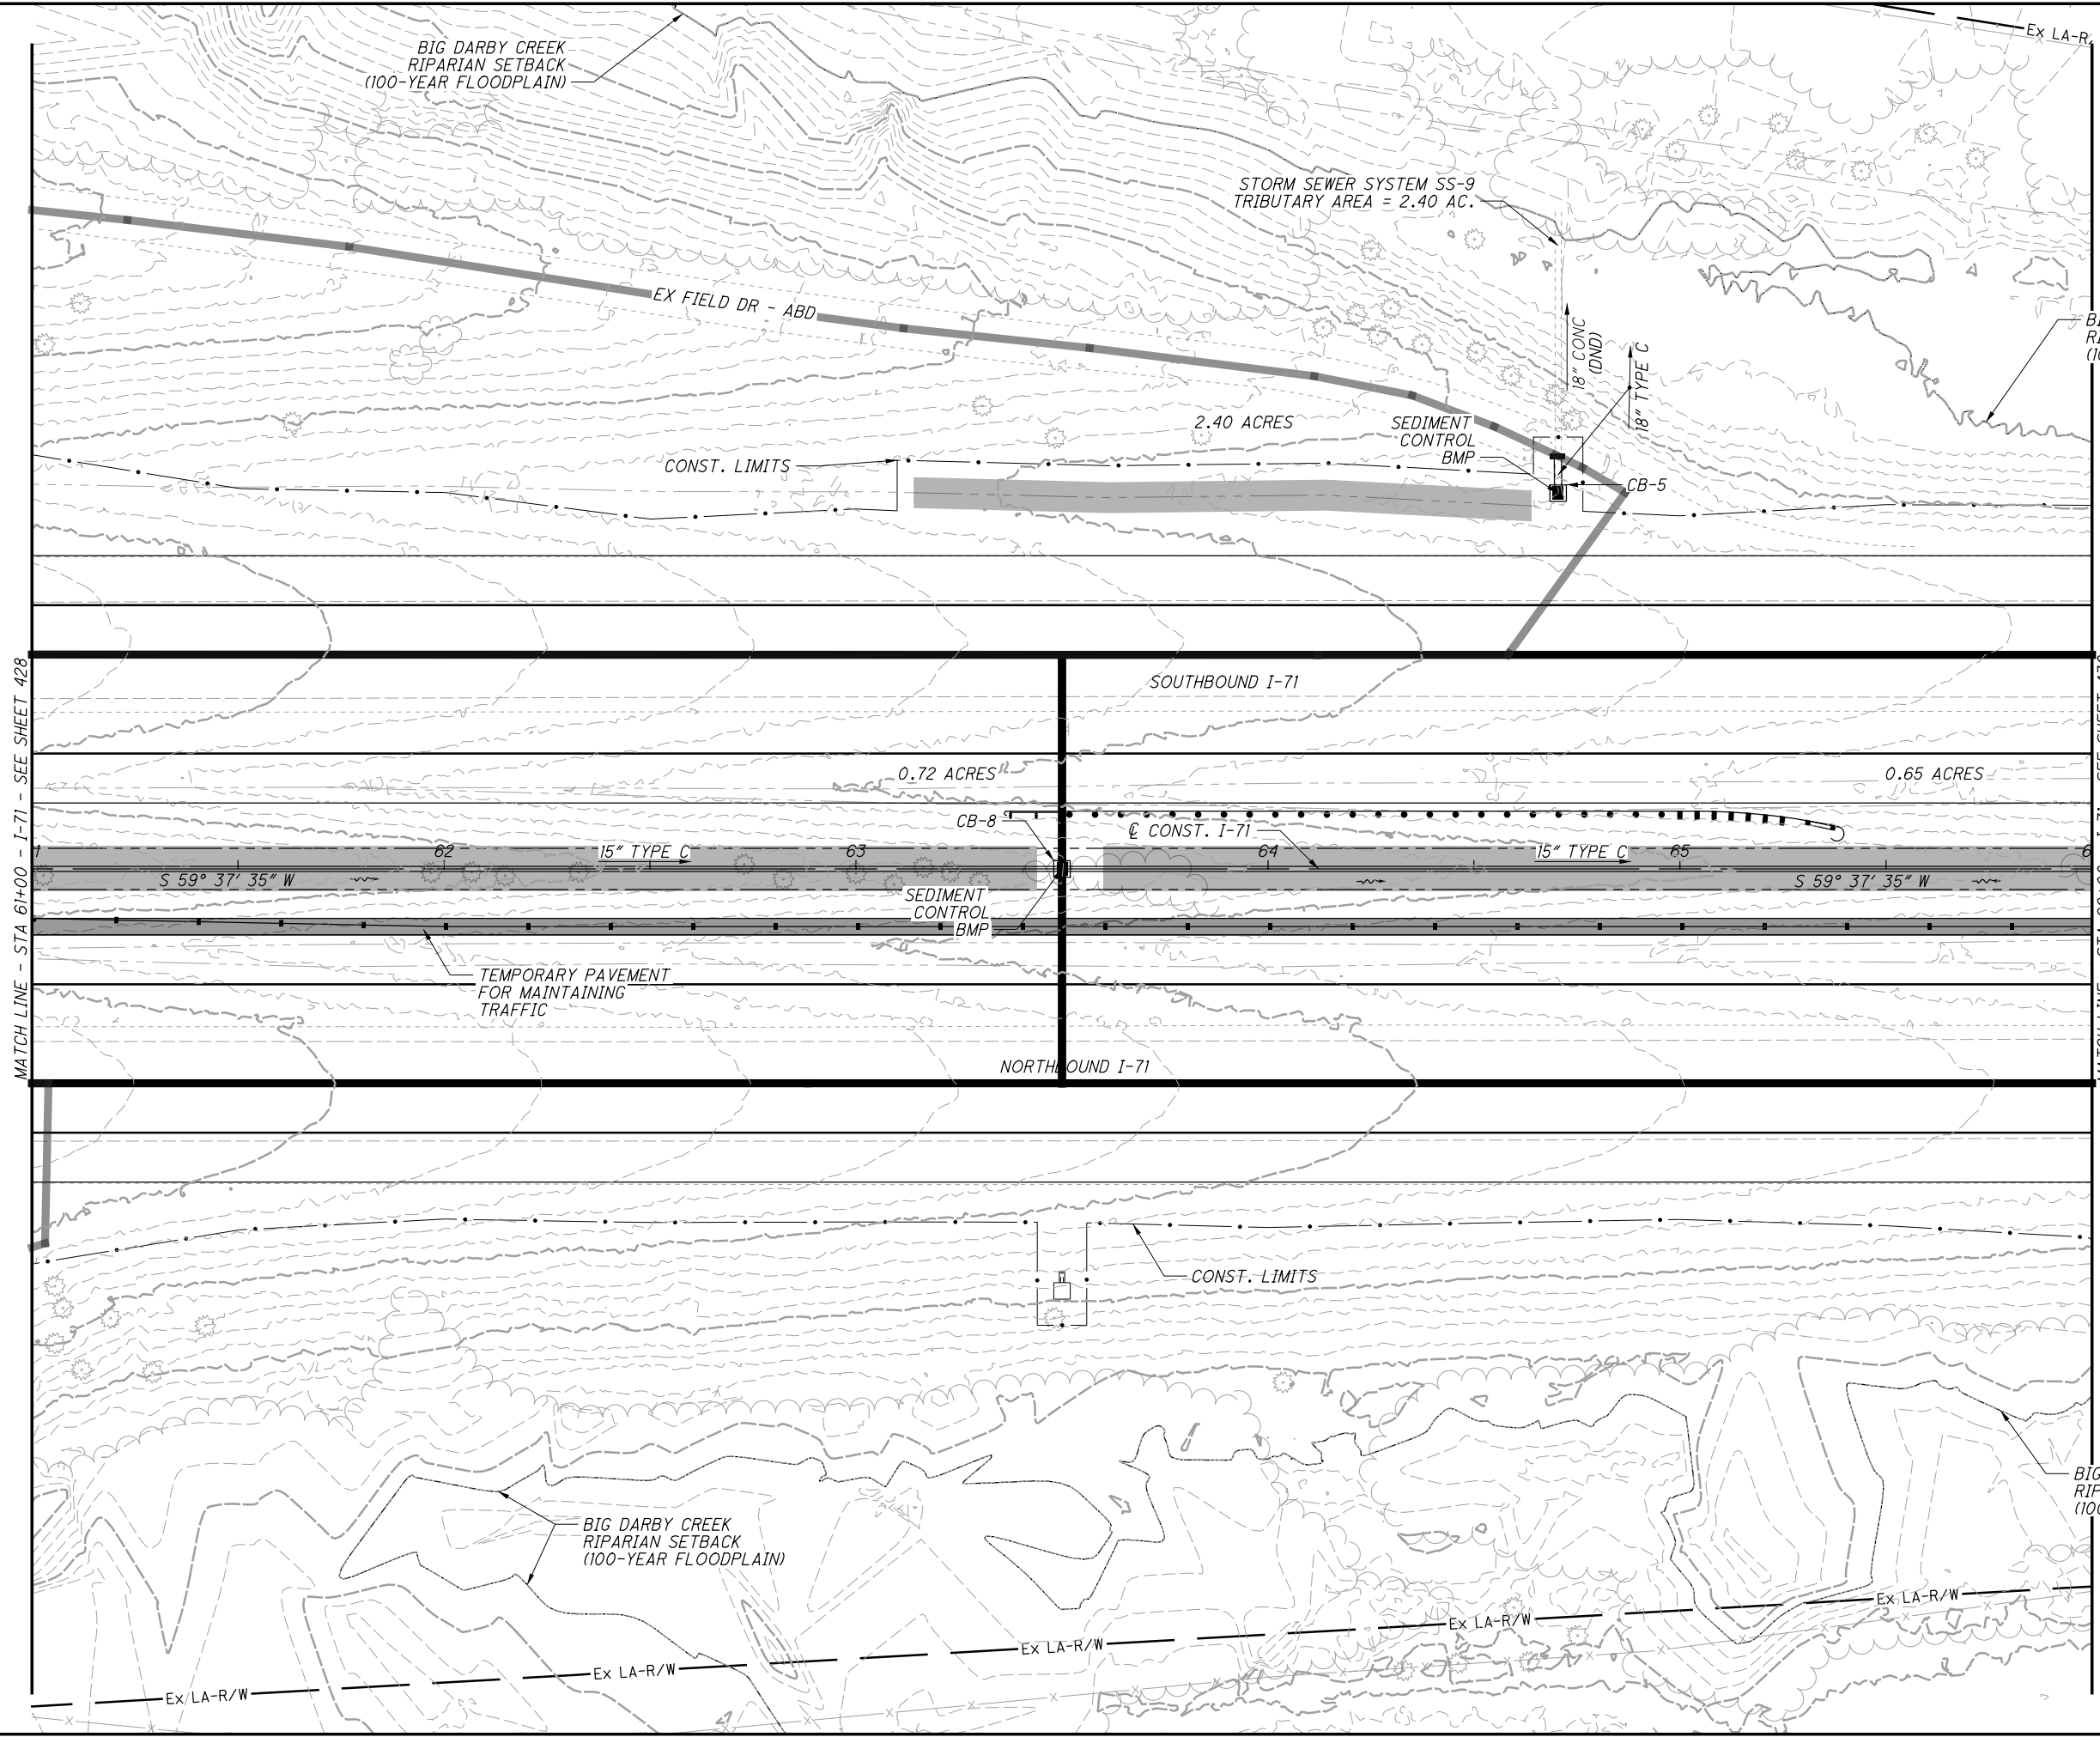 BIG DARBY CREEK
RIPARIAN SETBACK
(100-YEAR FLOODPLAIN)
Ex LA-R
STORM SEWER SYSTEM SS-9
TRIBUTARY AREA = 2.40 AC.
EX FIELD DR - ABD
18" CONC
(DND)
18" TYPE C
2.40 ACRES
SEDIMENT
CONTROL
BMP
CONST. LIMITS
CB-5
MATCH LINE - STA 61+00 - I-71 - SEE SHEET 428
SOUTHBOUND I-71
0.72 ACRES
0.65 ACRES
CB-8
℄ CONST. I-71
62
15" TYPE C
63
64
15" TYPE C
65
S 59° 37' 35" W
S 59° 37' 35" W
SEDIMENT
CONTROL
BMP
TEMPORARY PAVEMENT
FOR MAINTAINING
TRAFFIC
NORTHBOUND I-71
CONST. LIMITS
BIG
BIG DARBY CREEK
RIPARIAN SETBACK
(100-YEAR FLOODPLAIN)
Ex LA-R/W
Ex LA-R/W
Ex LA-R/W
Ex LA-R/W
Ex LA-R/W